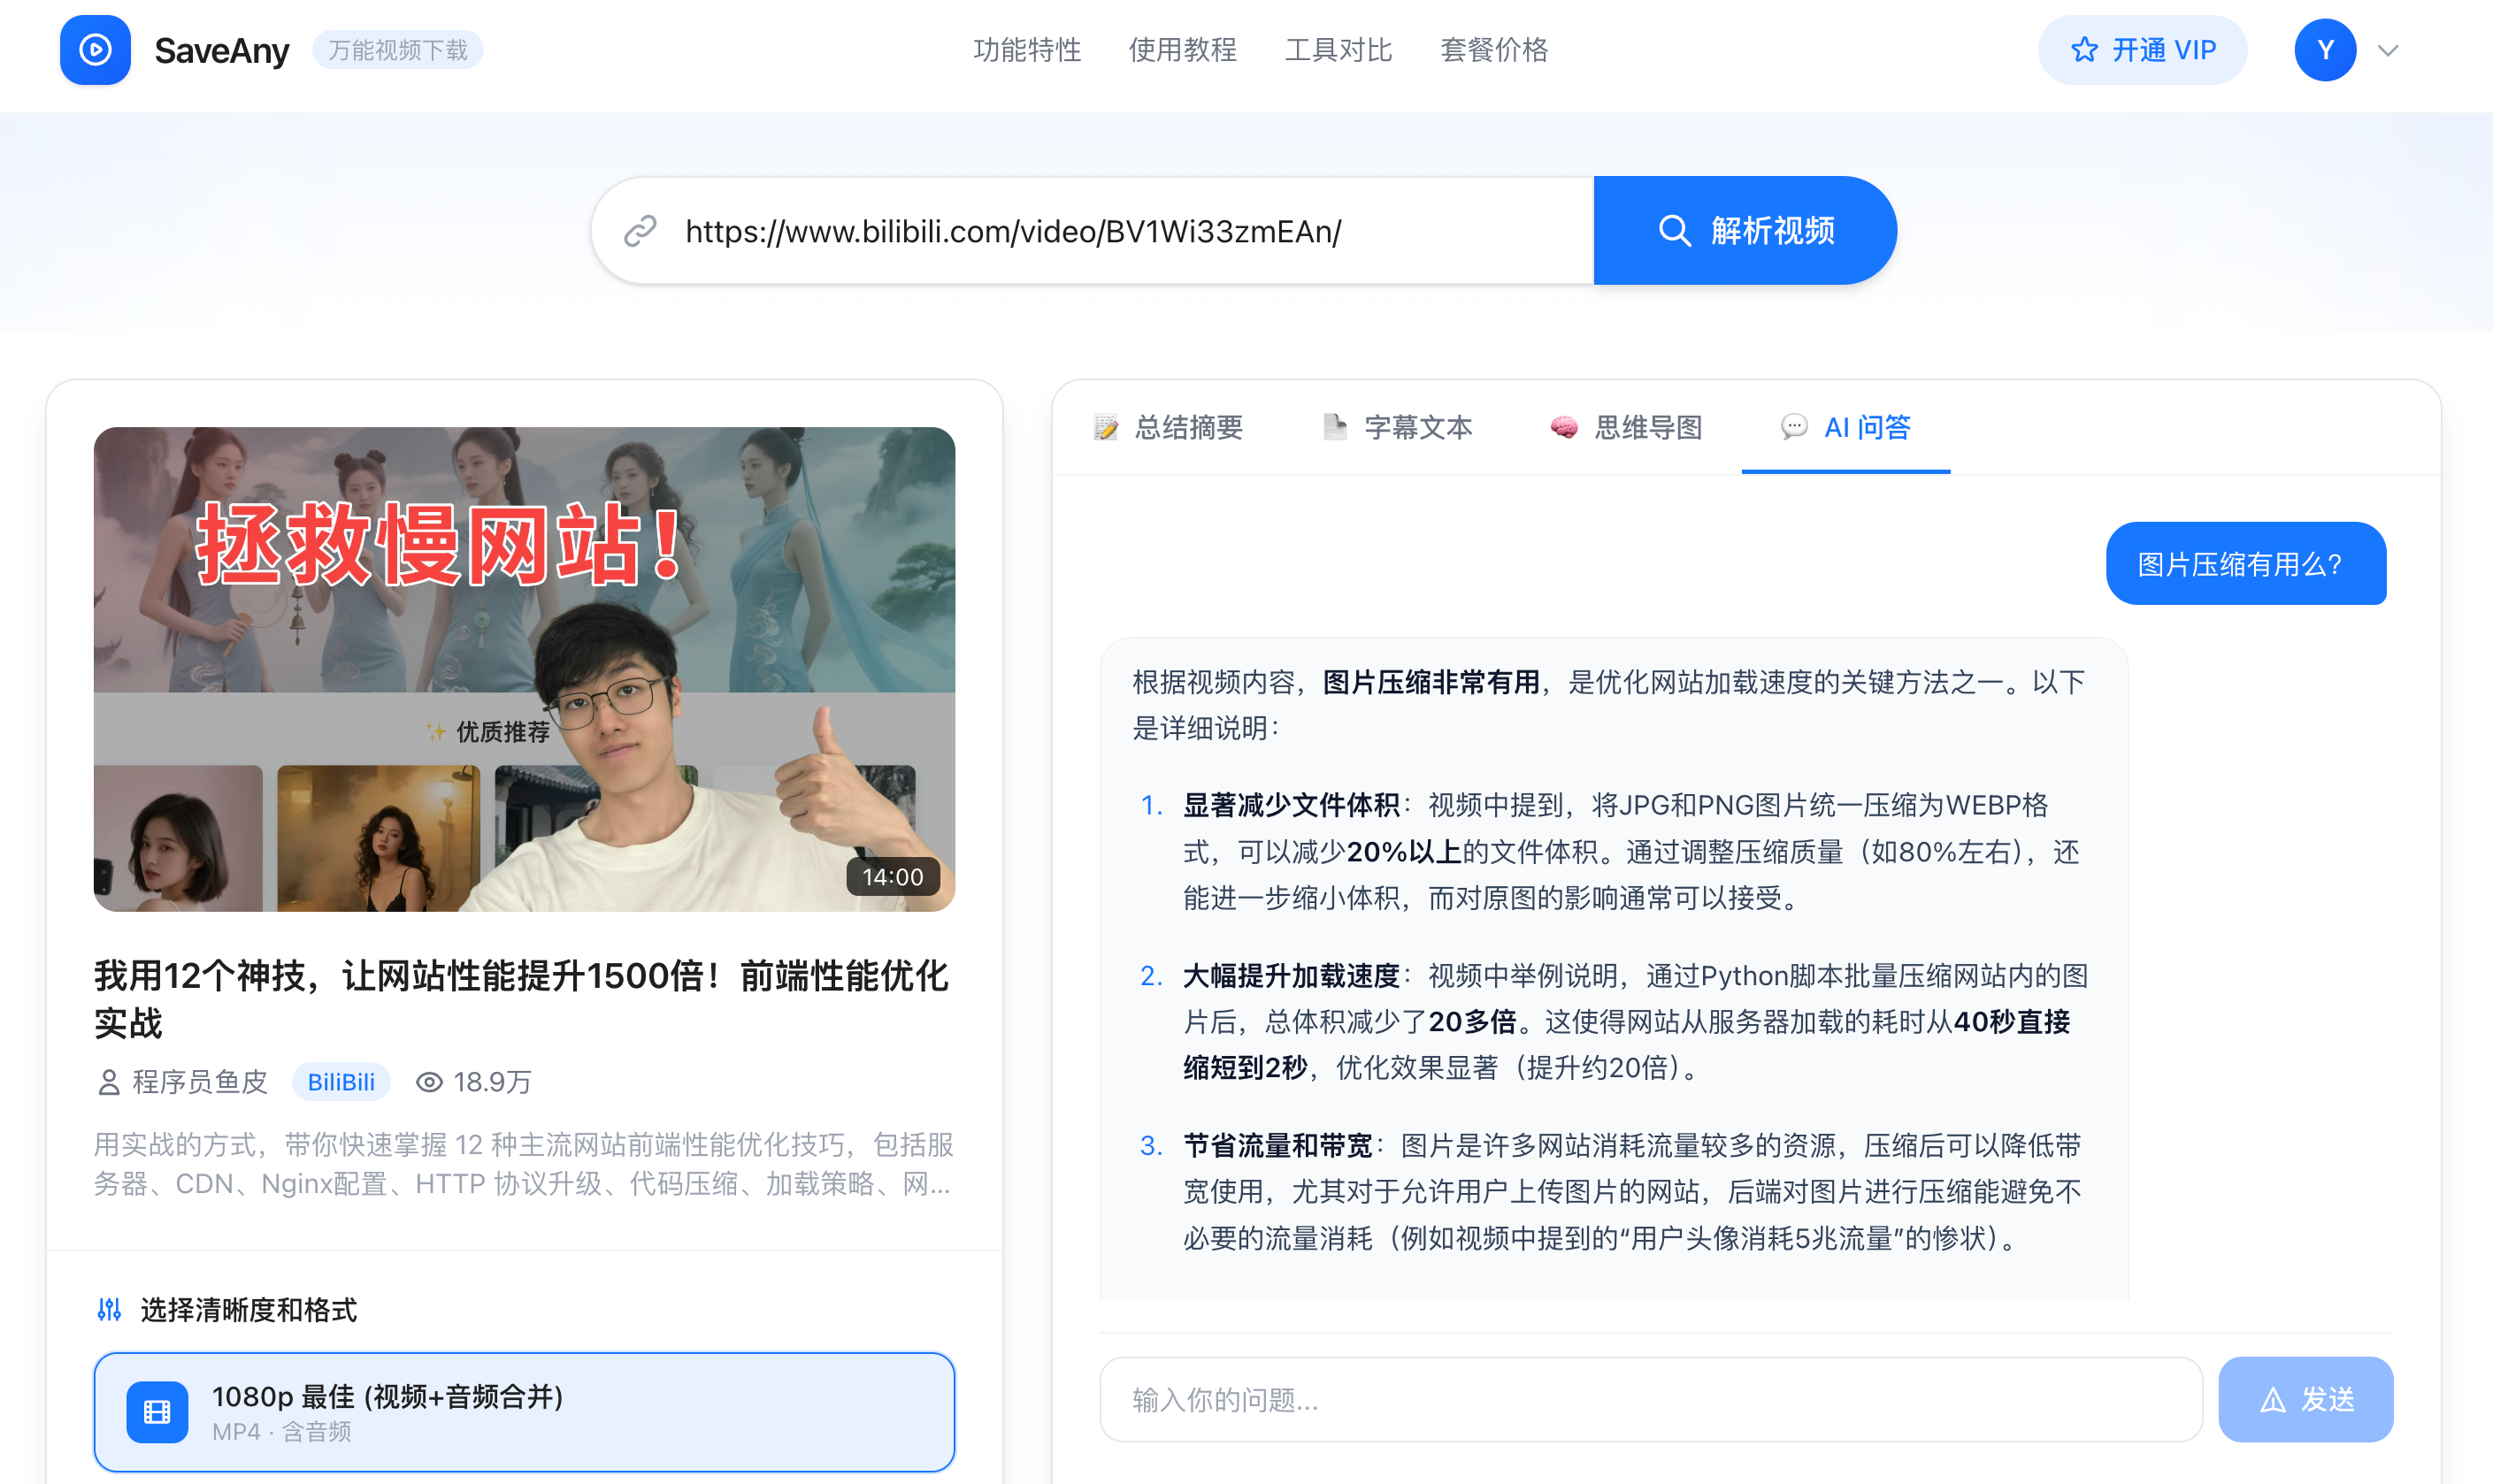 SaveAny
万能视频下载
功能特性
使用教程
工具对比
套餐价格
开通 VIP
Y
https://www.bilibili.com/video/BV1Wi33zmEAn/
解析视频
拯救慢网站!
✨ 优质推荐
14:00
我用12个神技，让网站性能提升1500倍！前端性能优化
实战
程序员鱼皮
BiliBili
18.9万
用实战的方式，带你快速掌握 12 种主流网站前端性能优化技巧，包括服
务器、CDN、Nginx配置、HTTP 协议升级、代码压缩、加载策略、网...
选择清晰度和格式
1080p 最佳 (视频+音频合并)
MP4 · 含音频
总结摘要
字幕文本
思维导图
AI 问答
图片压缩有用么？
根据视频内容，图片压缩非常有用，是优化网站加载速度的关键方法之一。以下
是详细说明：
1. 显著减少文件体积：视频中提到，将JPG和PNG图片统一压缩为WEBP格
式，可以减少20%以上的文件体积。通过调整压缩质量（如80%左右），还
能进一步缩小体积，而对原图的影响通常可以接受。
2. 大幅提升加载速度：视频中举例说明，通过Python脚本批量压缩网站内的图
片后，总体积减少了20多倍。这使得网站从服务器加载的耗时从40秒直接
缩短到2秒，优化效果显著（提升约20倍）。
3. 节省流量和带宽：图片是许多网站消耗流量较多的资源，压缩后可以降低带
宽使用，尤其对于允许用户上传图片的网站，后端对图片进行压缩能避免不
必要的流量消耗（例如视频中提到的“用户头像消耗5兆流量”的惨状）。
输入你的问题...
发送